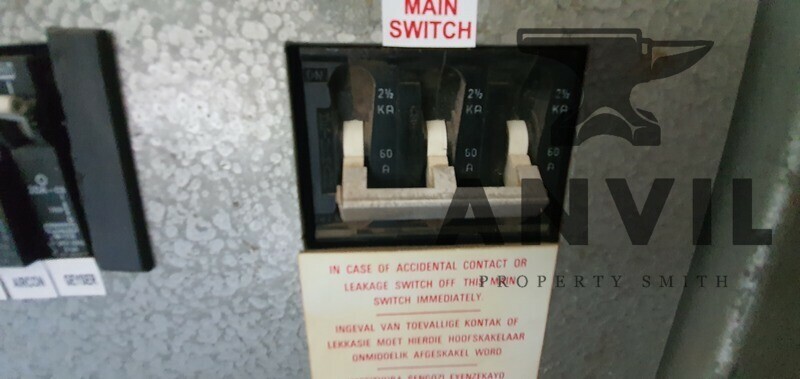 MAIN
SWITCH
2½
KA
60
A
2½
KA
60
A
2½
KA
60
A
AIRCON
GEYSER
ANVIL
PROPERTY SMITH
IN CASE OF ACCIDENTAL CONTACT OR
LEAKAGE SWITCH OFF THIS MAIN
SWITCH IMMEDIATELY.
INGEVAL VAN TOEVALLIGE KONTAK OF
LEKKASIE MOET HIERDIE HOOFSKAKELAAR
ONMIDDELIK AFGESKAKEL WORD